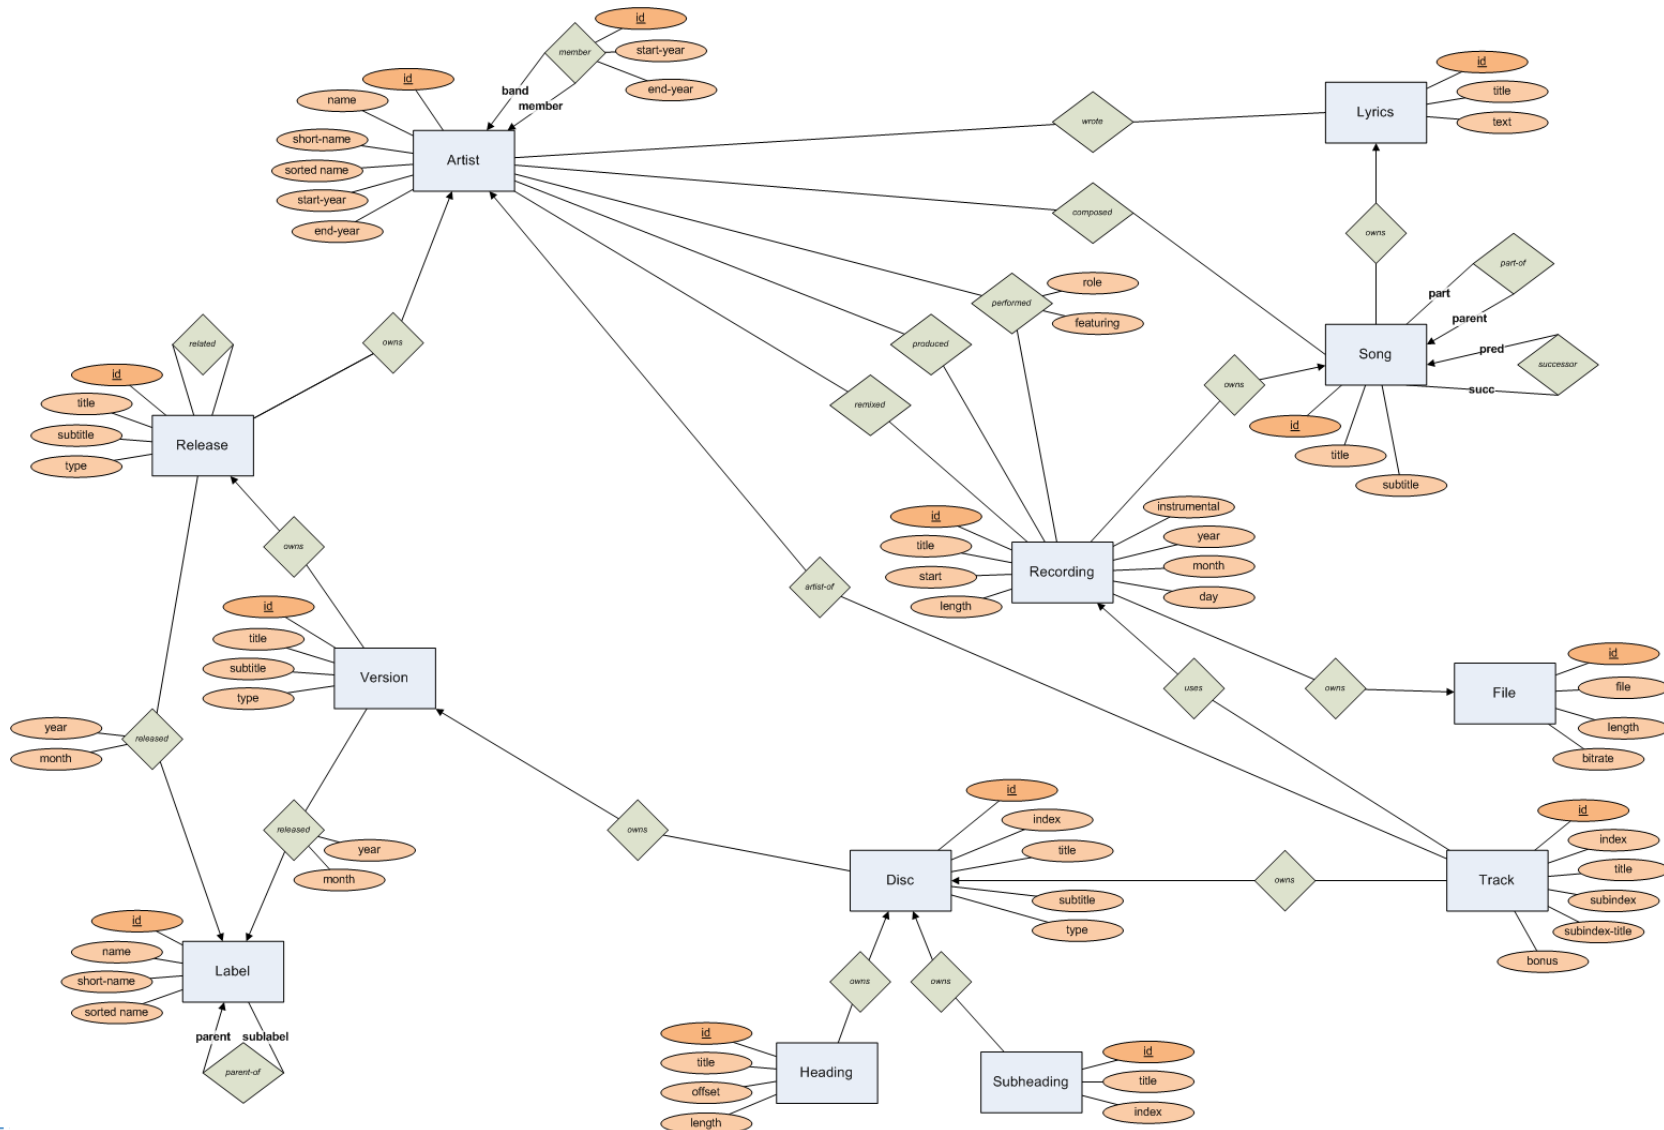 id
member
start-year
end-year
band
member
id
name
short-name
sorted name
start-year
end-year
Artist
wrote
id
title
text
Lyrics
composed
owns
part-of
part
parent
pred
successor
succ
Song
id
title
subtitle
performed
role
featuring
produced
remixed
owns
related
owns
id
title
subtitle
type
Release
owns
id
title
subtitle
type
Version
artist-of
id
title
start
length
Recording
instrumental
year
month
day
uses
owns
File
id
file
length
bitrate
year
month
released
released
year
month
owns
id
index
title
subtitle
type
Disc
owns
Track
id
index
title
subindex
subindex-title
bonus
id
name
short-name
sorted name
Label
parent
sublabel
parent-of
owns
owns
id
title
offset
length
Heading
Subheading
id
title
index